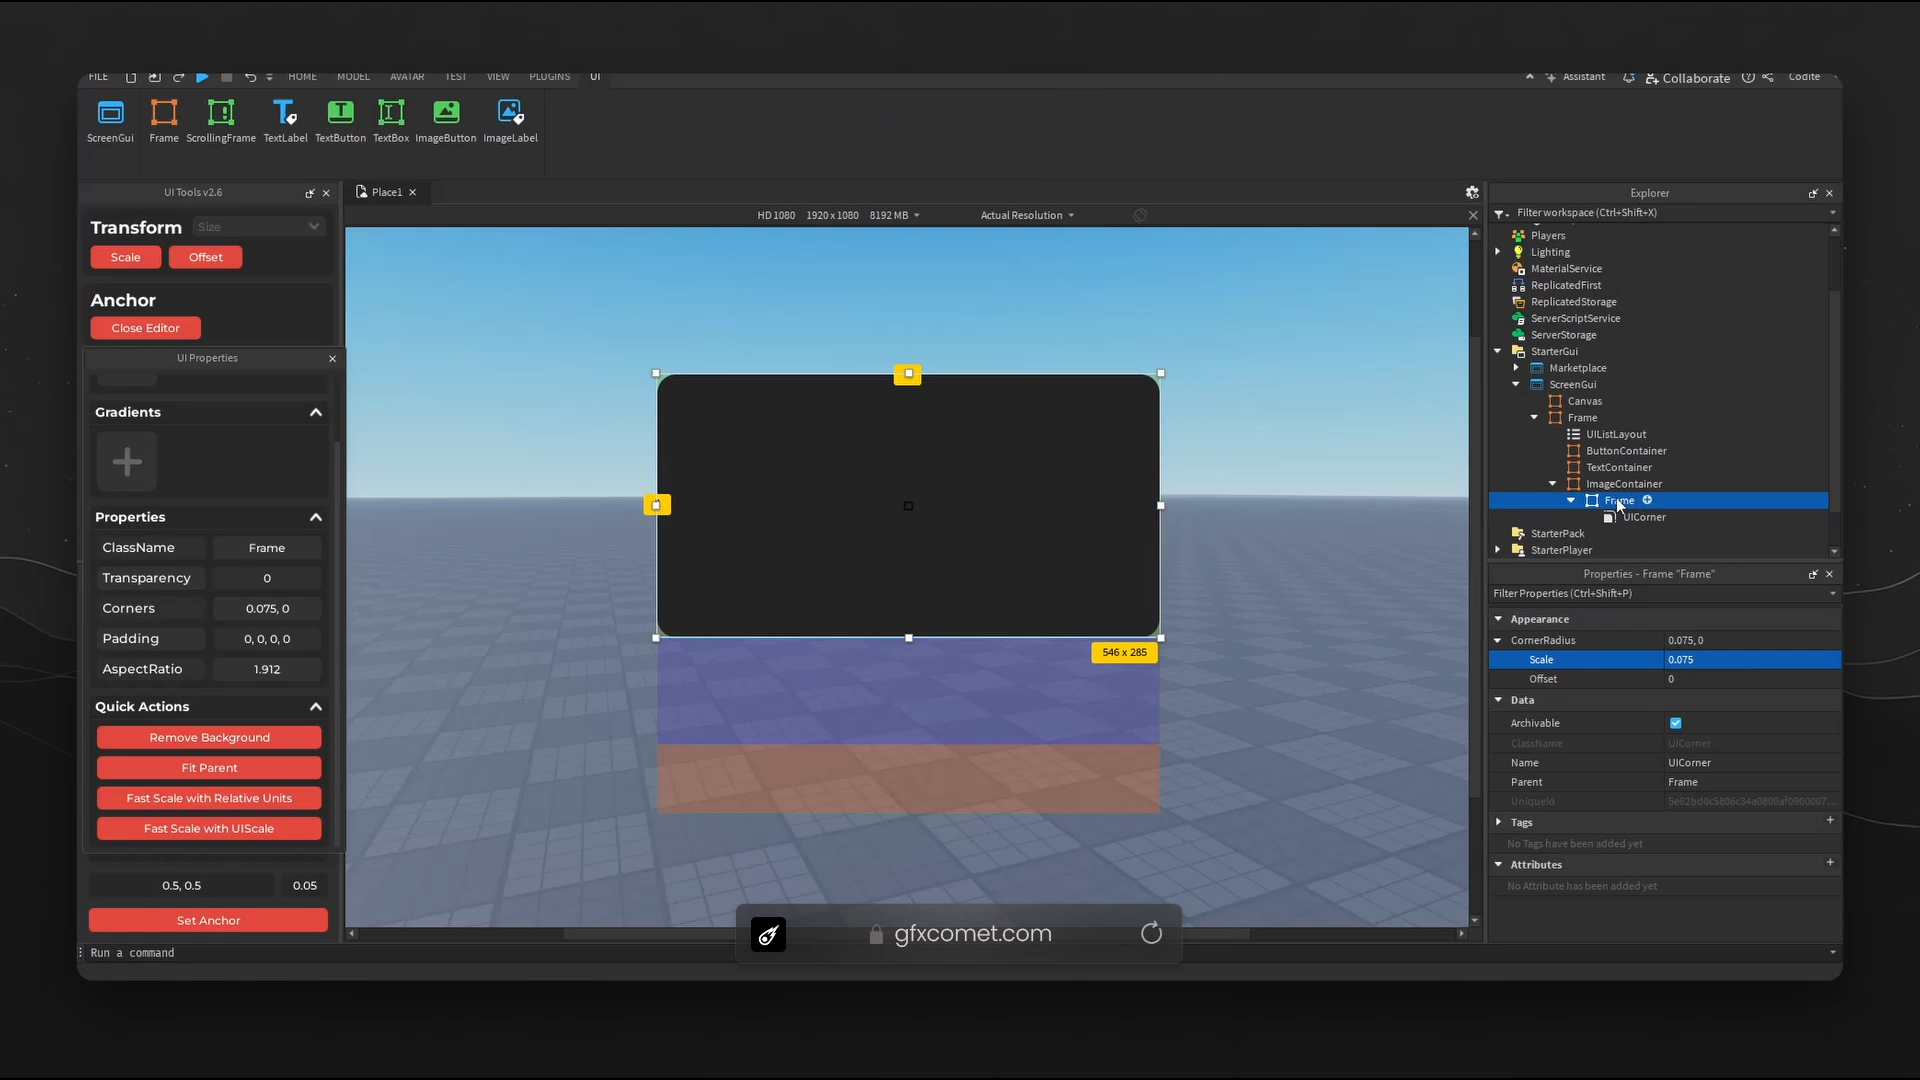 FILE HOME MODEL AVATAR TEST VIEW PLUGINS UI Assistant Collaborate Codite
ScreenGui Frame ScrollingFrame TextLabel TextButton TextBox ImageButton ImageLabel
UI Tools v2.6
Transform Size
Scale Offset
Anchor
Close Editor
UI Properties
Gradients
Properties
ClassName Frame
Transparency 0
Corners 0.075, 0
Padding 0, 0, 0, 0
AspectRatio 1.912
Quick Actions
Remove Background
Fit Parent
Fast Scale with Relative Units
Fast Scale with UIScale
0.5, 0.5 0.05
Set Anchor
Place1
HD 1080 1920 x 1080 8192 MB Actual Resolution
546 x 285
Explorer
Filter workspace (Ctrl+Shift+X)
Players
Lighting
MaterialService
ReplicatedFirst
ReplicatedStorage
ServerScriptService
ServerStorage
StarterGui
Marketplace
ScreenGui
Canvas
Frame
UIListLayout
ButtonContainer
TextContainer
ImageContainer
Frame
UICorner
StarterPack
StarterPlayer
Properties - Frame "Frame"
Filter Properties (Ctrl+Shift+P)
Appearance
CornerRadius 0.075, 0
Scale 0.075
Offset 0
Data
Archivable
ClassName UICorner
Name UICorner
Parent Frame
UniqueId
Tags
No Tags have been added yet
Attributes
No Attribute has been added yet
gfxcomet.com
Run a command